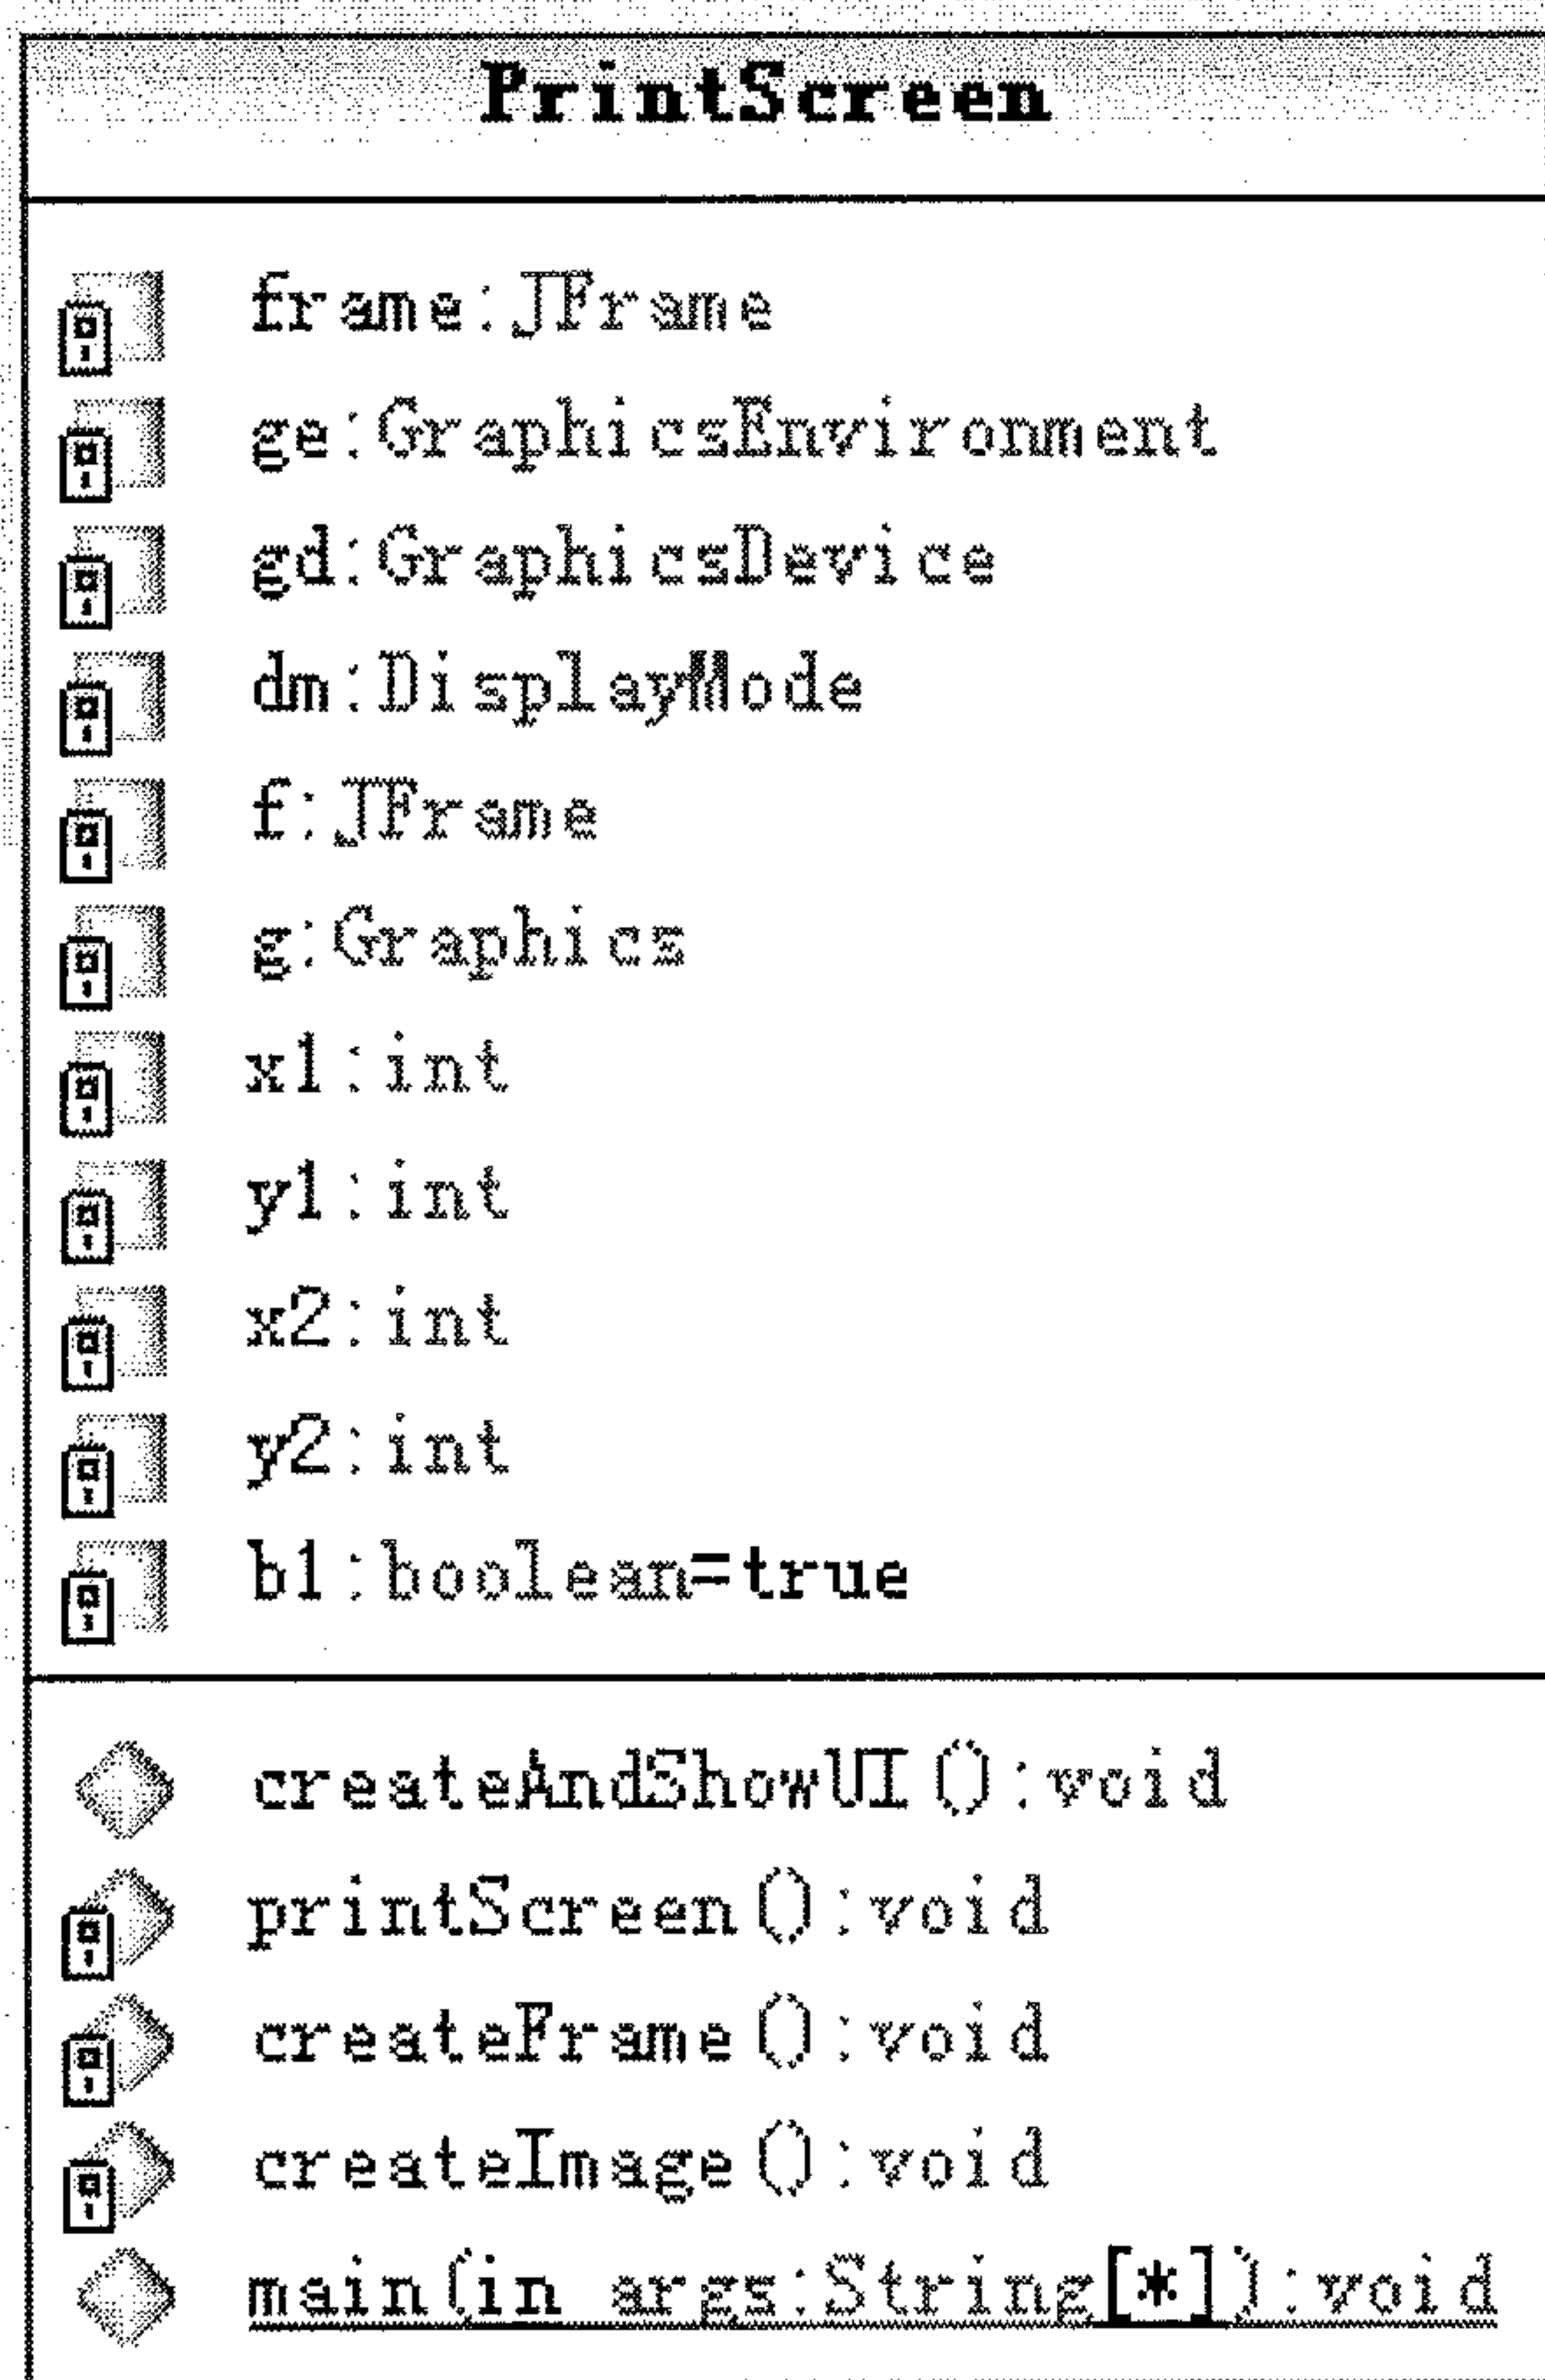 PrintScreen
frame:JFrame
ge:GraphicsEnvironment
gd:GraphicsDevice
dm:DisplayMode
f:JFrame
g:Graphics
x1:int
y1:int
x2:int
y2:int
b1:boolean=true
createAndShowUI():void
printScreen():void
createFrame():void
createImage():void
main(in args:String[*]):void